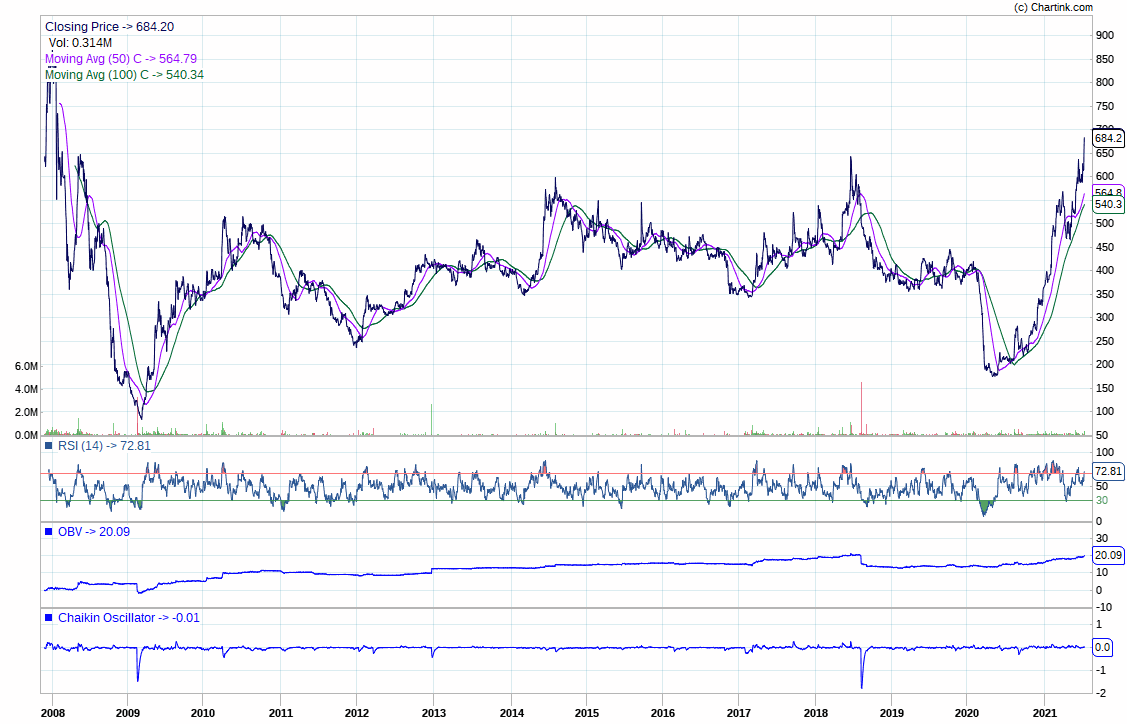 (c) Chartink.com
Closing Price -> 684.20
Vol: 0.314M
Moving Avg (50) C -> 564.79
Moving Avg (100) C -> 540.34
900
850
800
750
700
684.2
650
600
564.8
540.3
500
450
400
350
300
250
200
150
100
50
6.0M
4.0M
2.0M
0.0M
RSI (14) -> 72.81
100
72.81
50
30
0
OBV -> 20.09
30
20.09
10
0
-10
Chaikin Oscillator -> -0.01
1
0.0
-1
-2
2008 2009 2010 2011 2012 2013 2014 2015 2016 2017 2018 2019 2020 2021